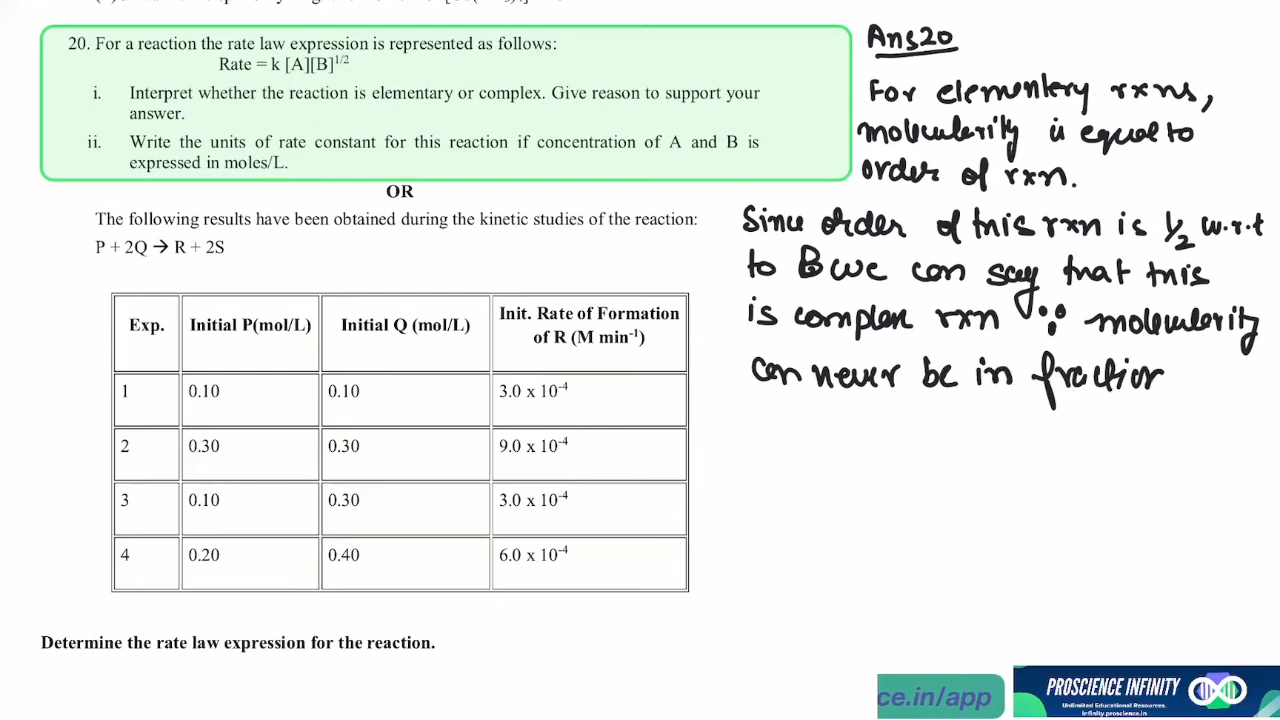 20. For a reaction the rate law expression is represented as follows:
Rate = k [A][B]1/2
i. Interpret whether the reaction is elementary or complex. Give reason to support your
answer.
ii. Write the units of rate constant for this reaction if concentration of A and B is
expressed in moles/L.
OR
The following results have been obtained during the kinetic studies of the reaction:
P + 2Q → R + 2S
Exp. Initial P(mol/L) Initial Q (mol/L) Init. Rate of Formation
of R (M min-1)
1 0.10 0.10 3.0 x 10-4
2 0.30 0.30 9.0 x 10-4
3 0.10 0.30 3.0 x 10-4
4 0.20 0.40 6.0 x 10-4
Determine the rate law expression for the reaction.
Ans20
For elementery rxns,
molecularity is equal to
order of rxn.
Since order of this rxn is 1/2 w.r.t
to B we can say that this
is complex rxn ∵ molecularity
can never be in fraction
ce.in/app
PROSCIENCE INFINITY
Unlimited Educational Resources.
infinity.proscience.in